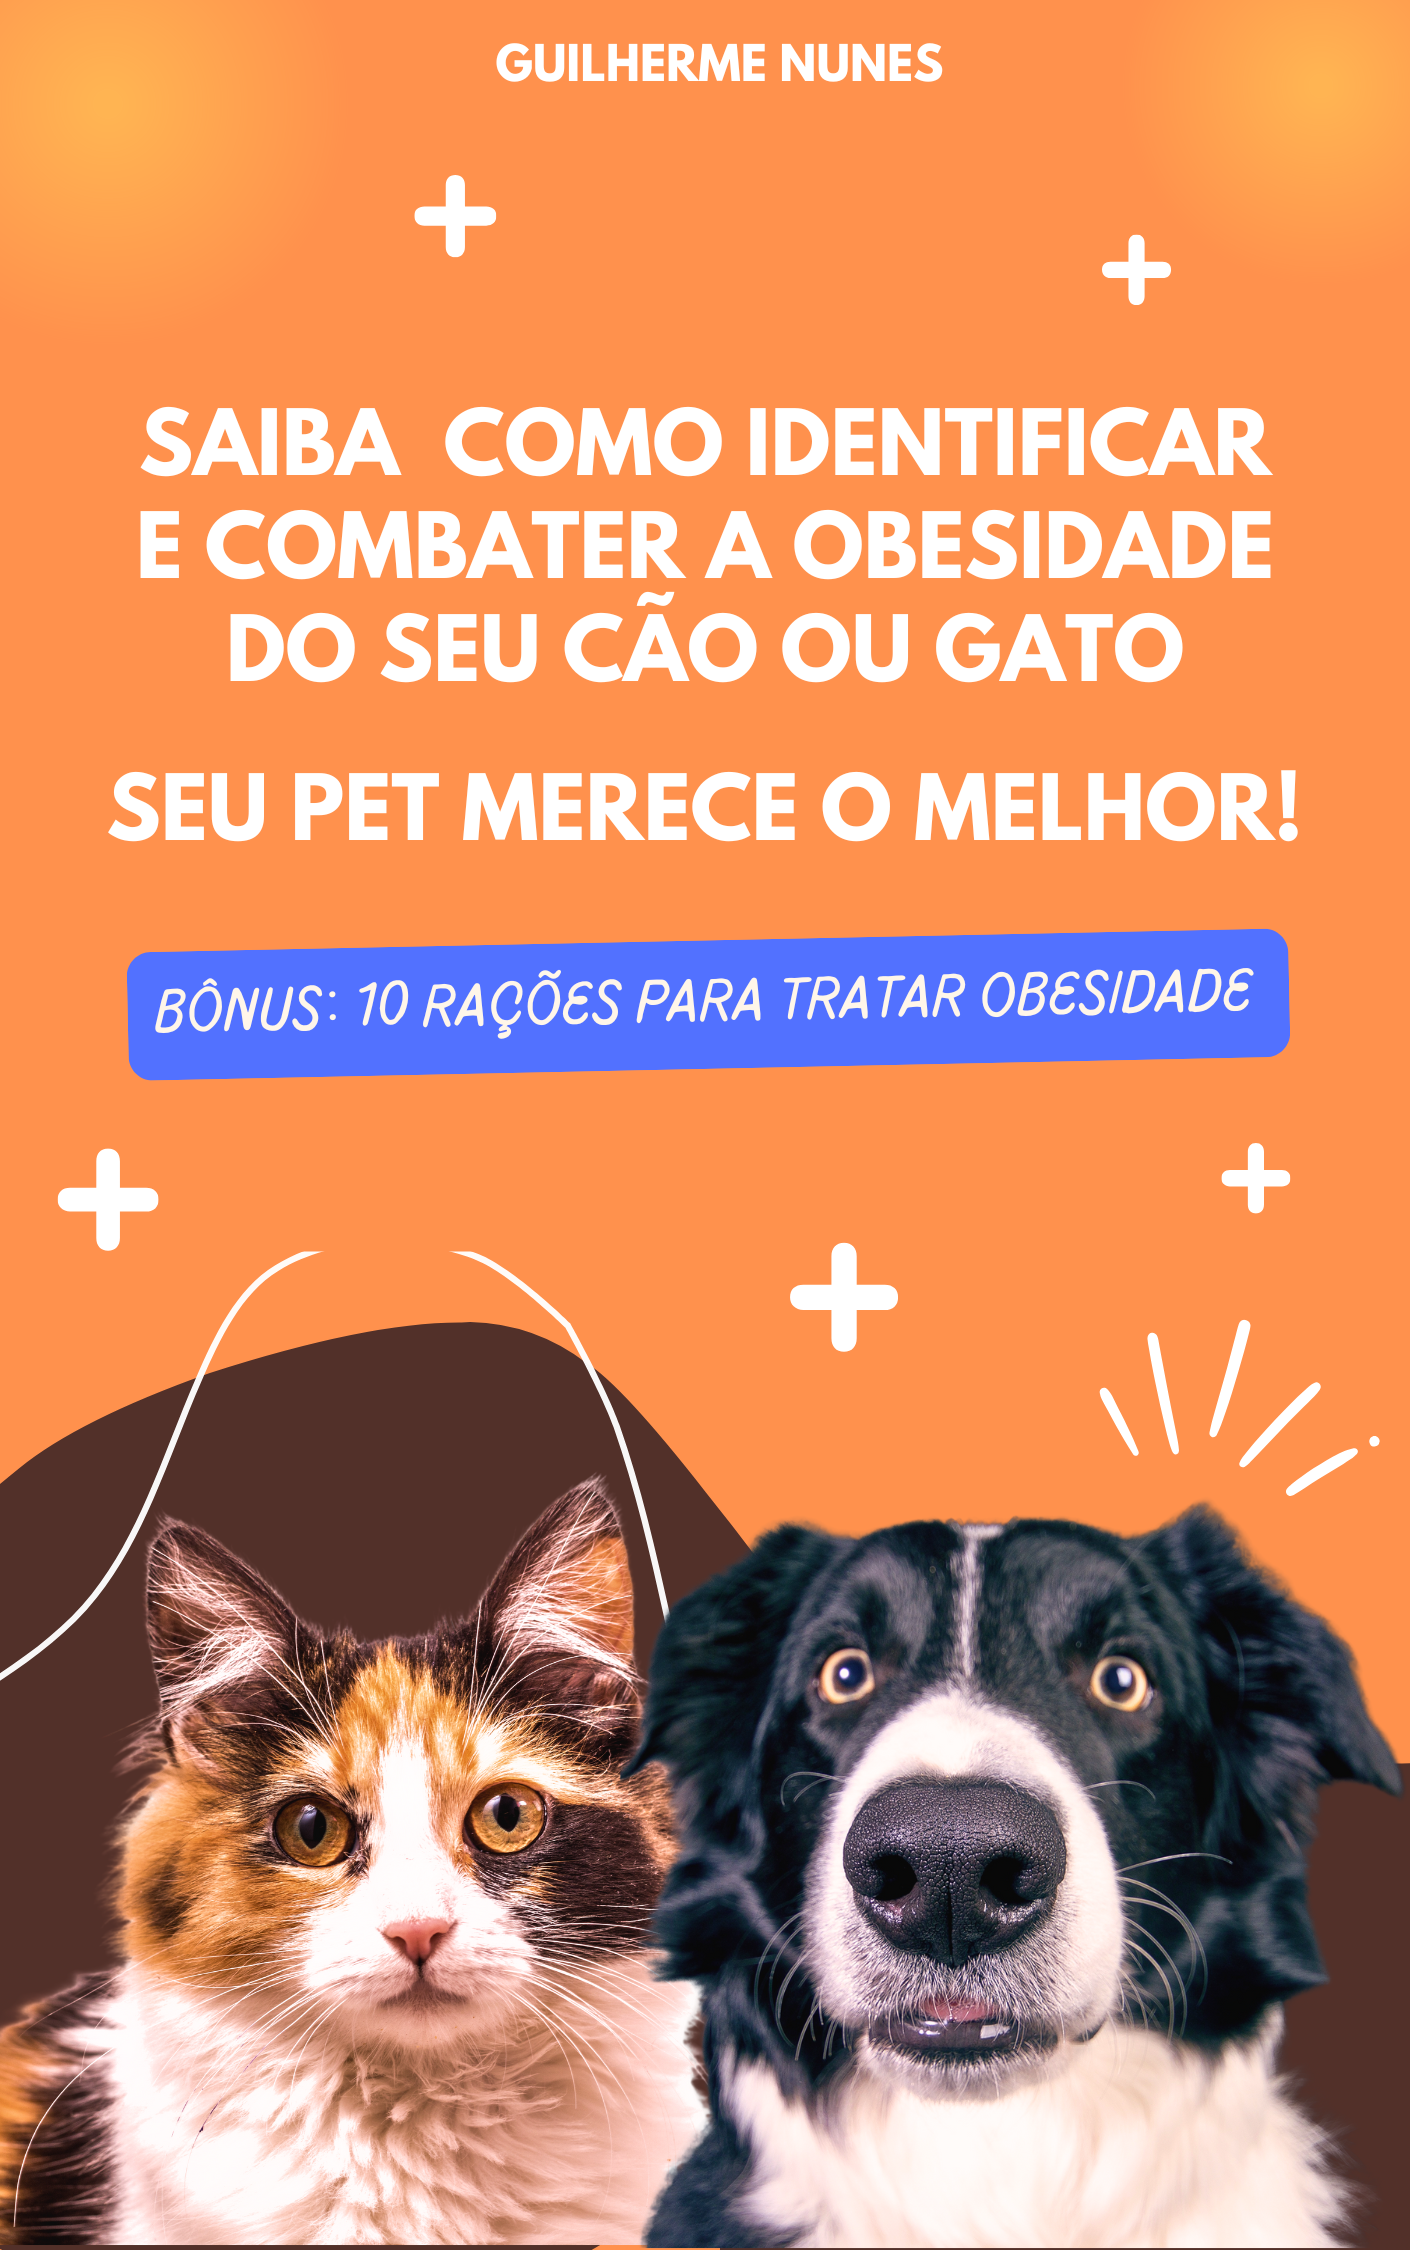 GUILHERME NUNES
SAIBA COMO IDENTIFICAR
E COMBATER A OBESIDADE
DO SEU CÃO OU GATO
SEU PET MERECE O MELHOR!
BÔNUS: 10 RAÇÕES PARA TRATAR OBESIDADE